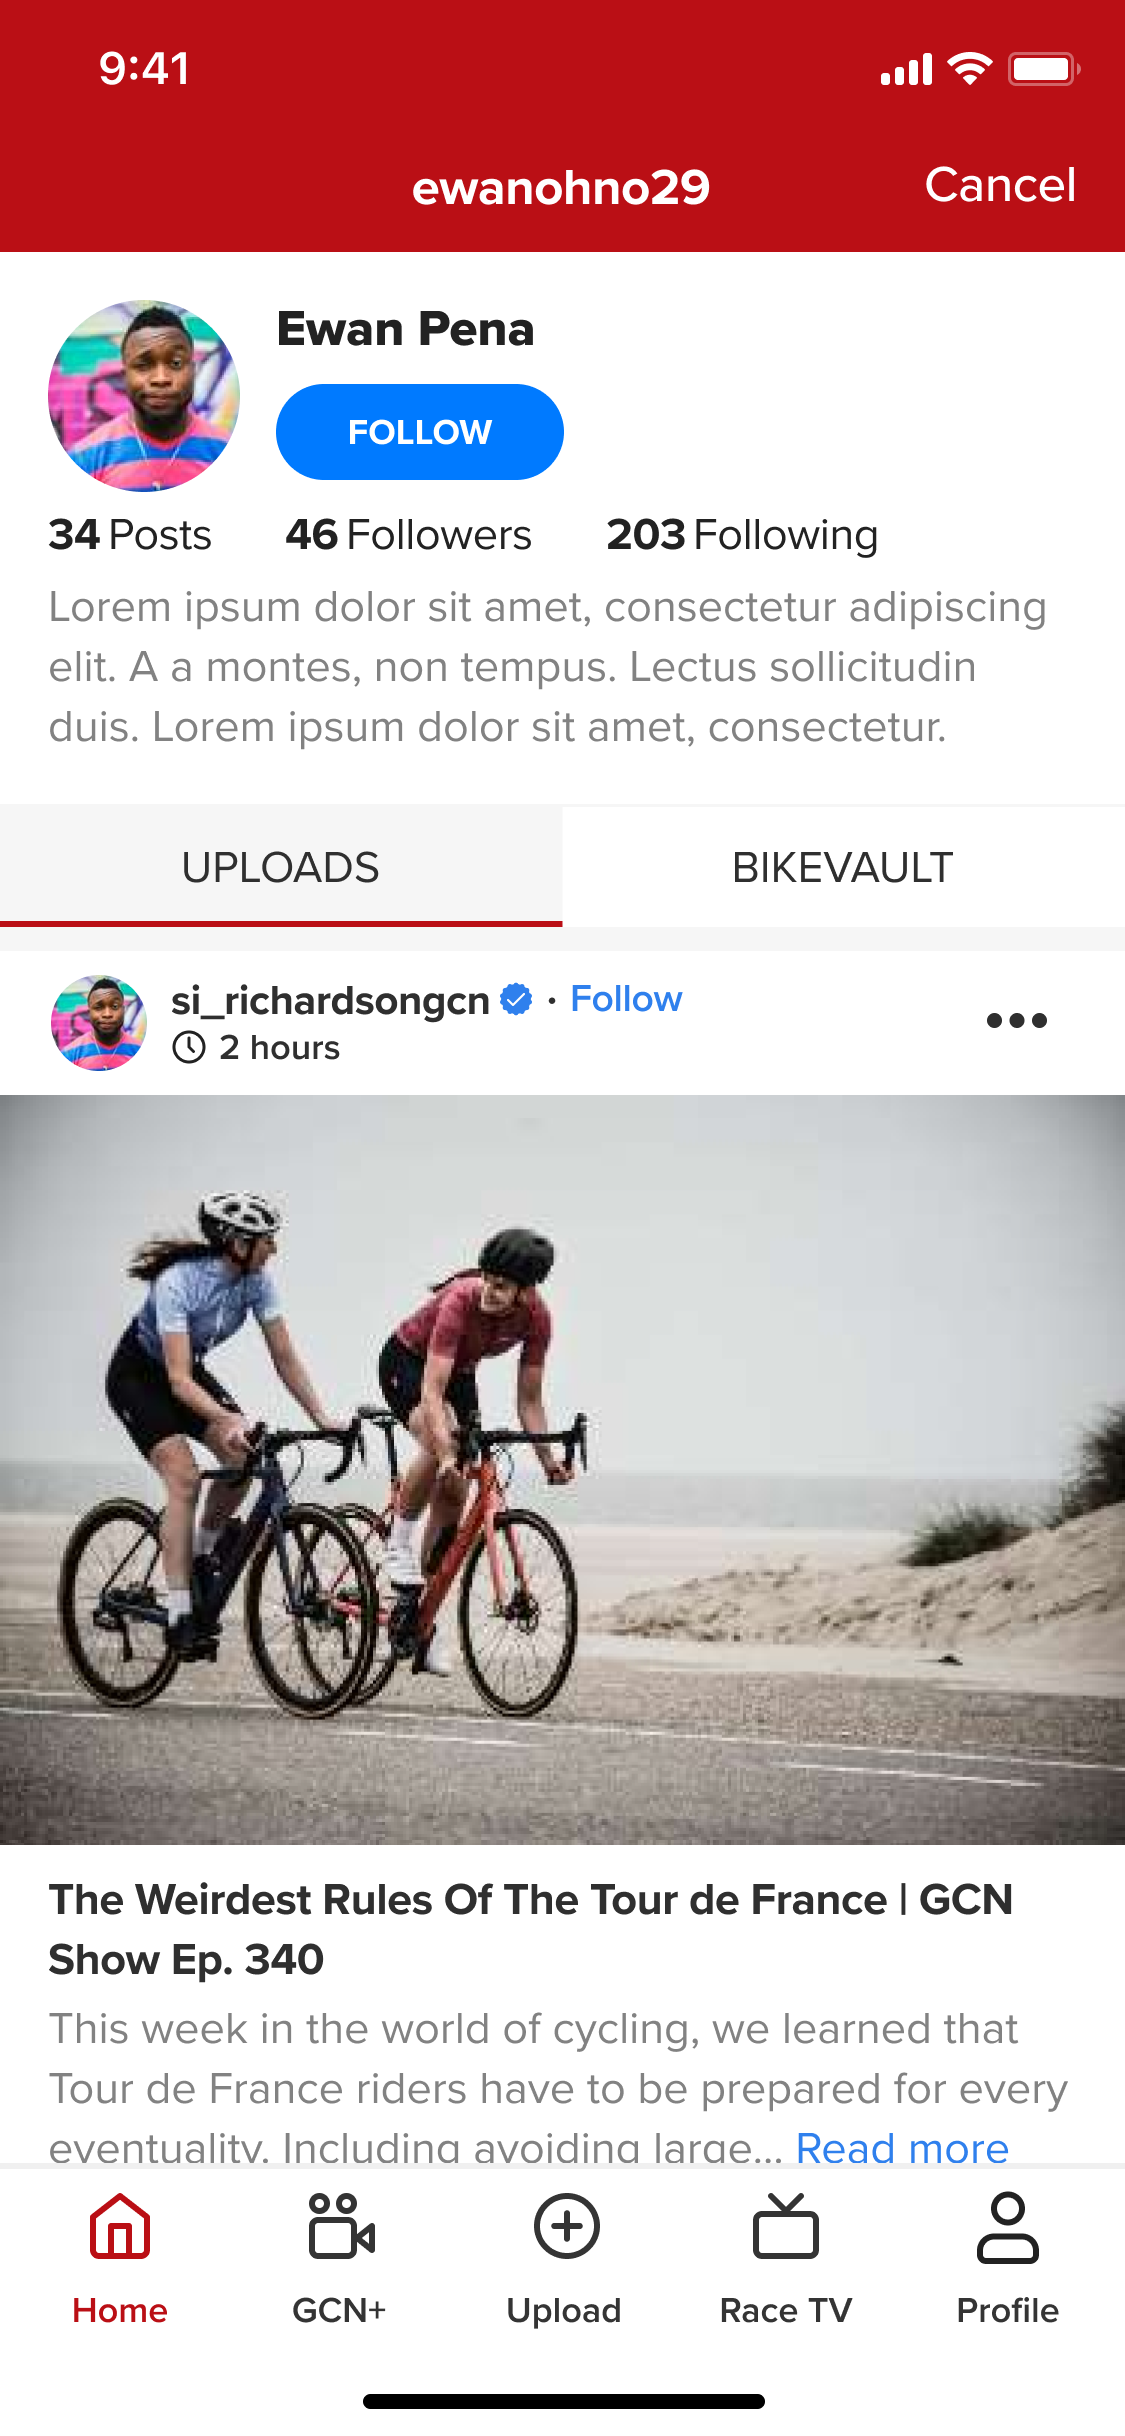 9:41
ewanohno29
Cancel
Ewan Pena
FOLLOW
34 Posts 46 Followers 203 Following
Lorem ipsum dolor sit amet, consectetur adipiscing
elit. A a montes, non tempus. Lectus sollicitudin
duis. Lorem ipsum dolor sit amet, consectetur.
UPLOADS BIKEVAULT
si_richardsongcn · Follow
2 hours
The Weirdest Rules Of The Tour de France | GCN
Show Ep. 340
This week in the world of cycling, we learned that
Tour de France riders have to be prepared for every
eventuality. Including avoiding large... Read more
Home GCN+ Upload Race TV Profile